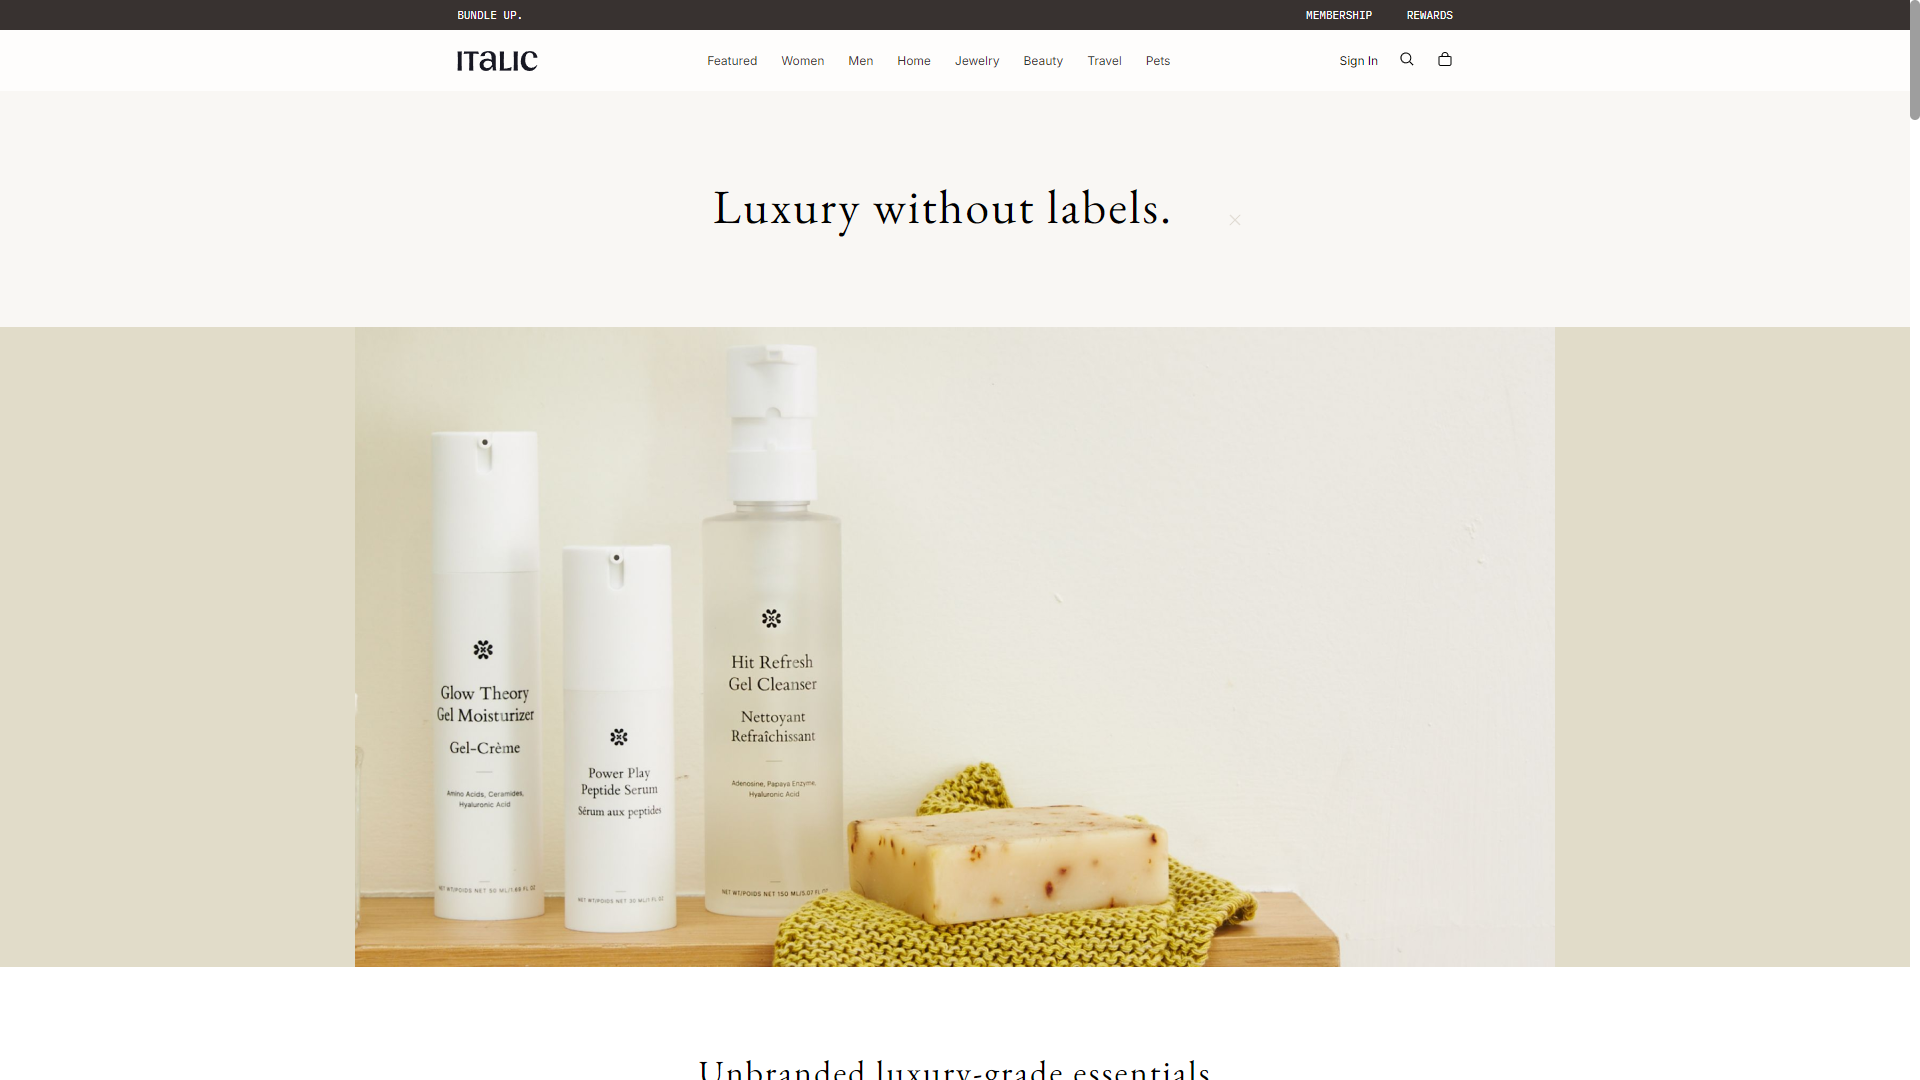 BUNDLE UP.
MEMBERSHIP
REWARDS
ITALIC
Featured
Women
Men
Home
Jewelry
Beauty
Travel
Pets
Sign In
Luxury without labels.
Glow Theory
Gel Moisturizer
Gel-Crème
Amino Acids, Ceramides,
Hyaluronic Acid
NET WT/POIDS NET 50 ML/1.69 FL OZ
Power Play
Peptide Serum
Sérum aux peptides
NET WT/POIDS NET 30 ML/1 FL OZ
Hit Refresh
Gel Cleanser
Nettoyant
Refraîchissant
Adenosine, Papaya Enzyme,
Hyaluronic Acid
NET WT/POIDS NET 150 ML/5.07 FL OZ
Unbranded luxury-grade essentials